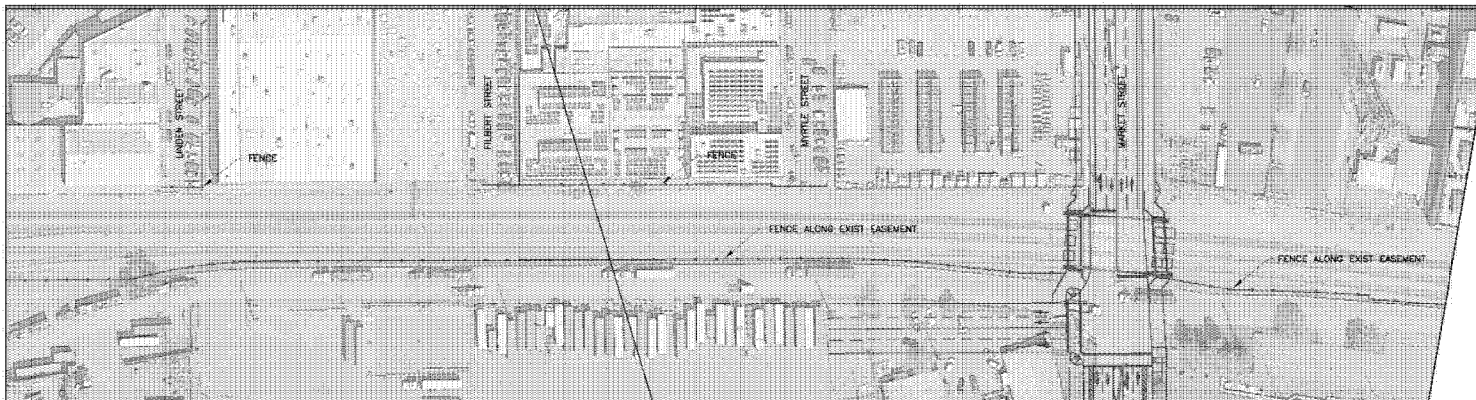 LINDEN STREET
FILBERT STREET
MYRTLE STREET
MARKET STREET
FENCE
FENCE
FENCE ALONG EXIST EASEMENT
FENCE ALONG EXIST EASEMENT